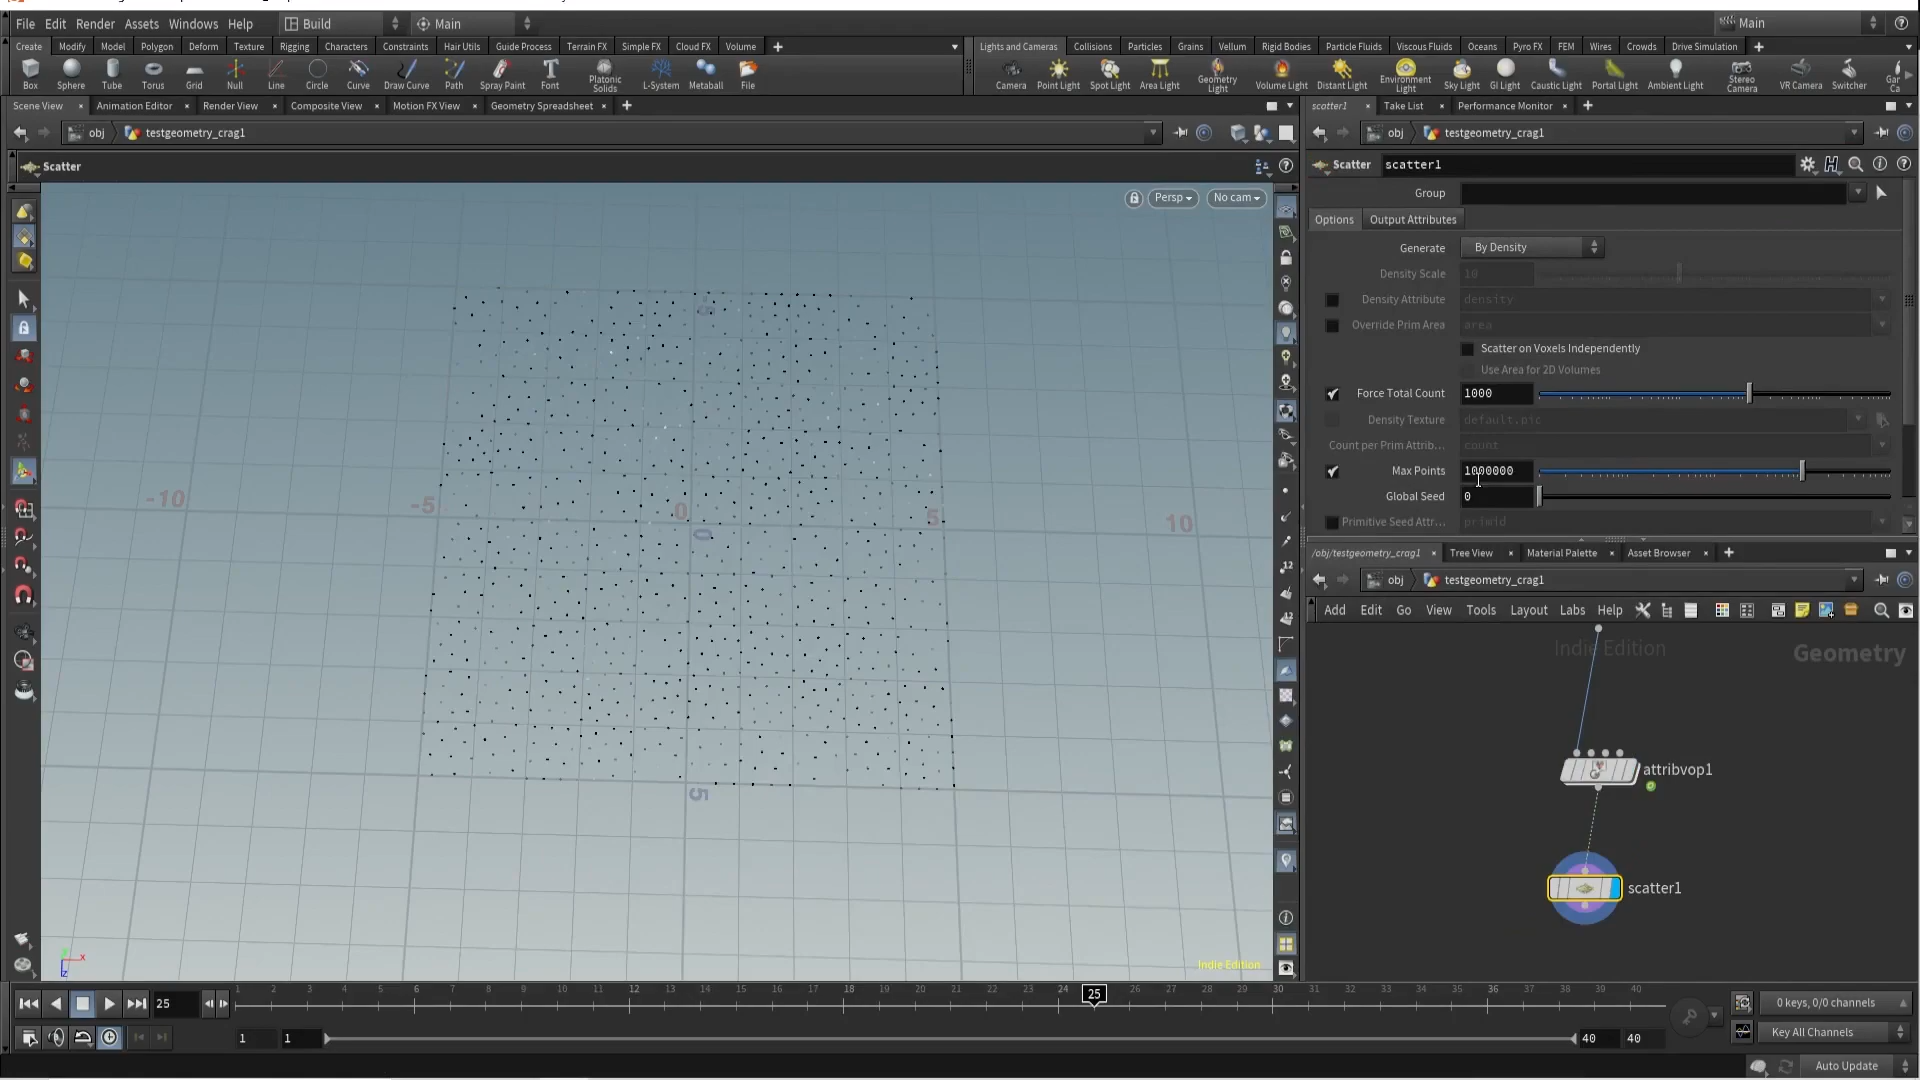 File Edit Render Assets Windows Help Build Main Main
Create Modify Model Polygon Deform Texture Rigging Characters Constraints Hair Utils Guide Process Terrain FX Simple FX Cloud FX Volume
Lights and Cameras Collisions Particles Grains Vellum Rigid Bodies Particle Fluids Viscous Fluids Oceans Pyro FX FEM Wires Crowds Drive Simulation
Box Sphere Tube Torus Grid Null Line Circle Curve Draw Curve Path Spray Paint Font Platonic Solids L-System Metaball File
Camera Point Light Spot Light Area Light Geometry Light Volume Light Distant Light Environment Light Sky Light GI Light Caustic Light Portal Light Ambient Light Stereo Camera VR Camera Switcher Gar Ca
Scene View Animation Editor Render View Composite View Motion FX View Geometry Spreadsheet
scatter1 Take List Performance Monitor
obj testgeometry_crag1
obj testgeometry_crag1
Scatter
Scatter scatter1
Persp No cam
Group
Options Output Attributes
Generate By Density
Density Scale 10
Density Attribute density
Override Prim Area area
Scatter on Voxels Independently
Use Area for 2D Volumes
Force Total Count 1000
Density Texture default.pic
Count per Prim Attrib... count
Max Points 1000000
Global Seed 0
Primitive Seed Attr... primid
-10 -5 0 5 10
0
5
/obj/testgeometry_crag1 Tree View Material Palette Asset Browser
obj testgeometry_crag1
Add Edit Go View Tools Layout Labs Help
Indie Edition
Geometry
attribvop1
scatter1
Indie Edition
25 1 2 3 4 5 6 7 8 9 10 11 12 13 14 15 16 17 18 19 20 21 22 23 24 25 26 27 28 29 30 31 32 33 34 35 36 37 38 39 40
0 keys, 0/0 channels
1 1 40 40
Key All Channels
Auto Update